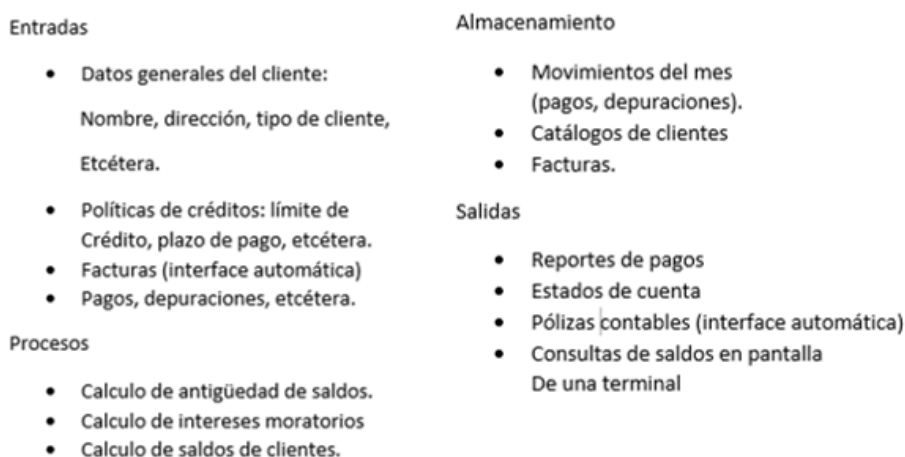 Entradas
• Datos generales del cliente:
Nombre, dirección, tipo de cliente,
Etcétera.
• Políticas de créditos: límite de
Crédito, plazo de pago, etcétera.
• Facturas (interface automática)
• Pagos, depuraciones, etcétera.
Procesos
• Calculo de antigüedad de saldos.
• Calculo de intereses moratorios
• Calculo de saldos de clientes.
Almacenamiento
• Movimientos del mes
(pagos, depuraciones).
• Catálogos de clientes
• Facturas.
Salidas
• Reportes de pagos
• Estados de cuenta
• Pólizas contables (interface automática)
• Consultas de saldos en pantalla
De una terminal